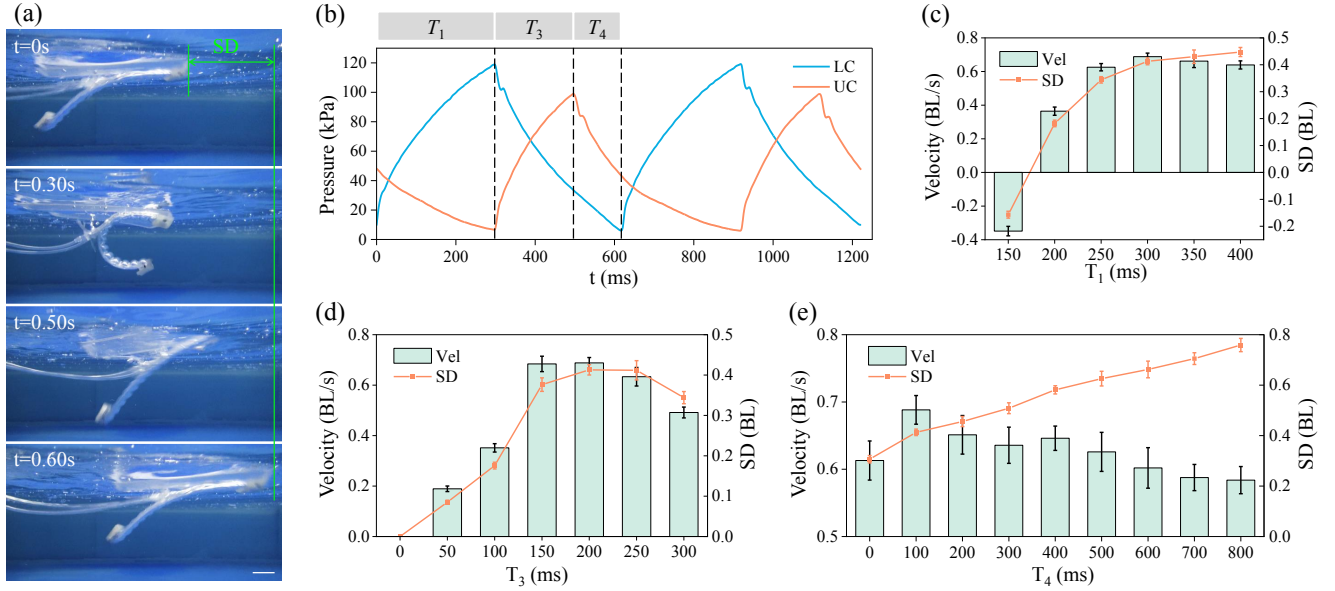 (a)
t=0s
SD
t=0.30s
t=0.50s
t=0.60s
(b)
T1 T3 T4
LC
UC
Pressure (kPa)
120
100
80
60
40
20
0
0 200 400 600 800 1000 1200
t (ms)
(c)
Vel
SD
Velocity (BL/s)
0.8
0.6
0.4
0.2
0.0
-0.2
-0.4
SD (BL)
0.5
0.4
0.3
0.2
0.1
0.0
-0.1
-0.2
150 200 250 300 350 400
T1 (ms)
(d)
Vel
SD
Velocity (BL/s)
0.8
0.6
0.4
0.2
0.0
SD (BL)
0.5
0.4
0.3
0.2
0.1
0.0
0 50 100 150 200 250 300
T3 (ms)
(e)
Vel
SD
Velocity (BL/s)
0.8
0.7
0.6
0.5
SD (BL)
0.8
0.6
0.4
0.2
0.0
0 100 200 300 400 500 600 700 800
T4 (ms)